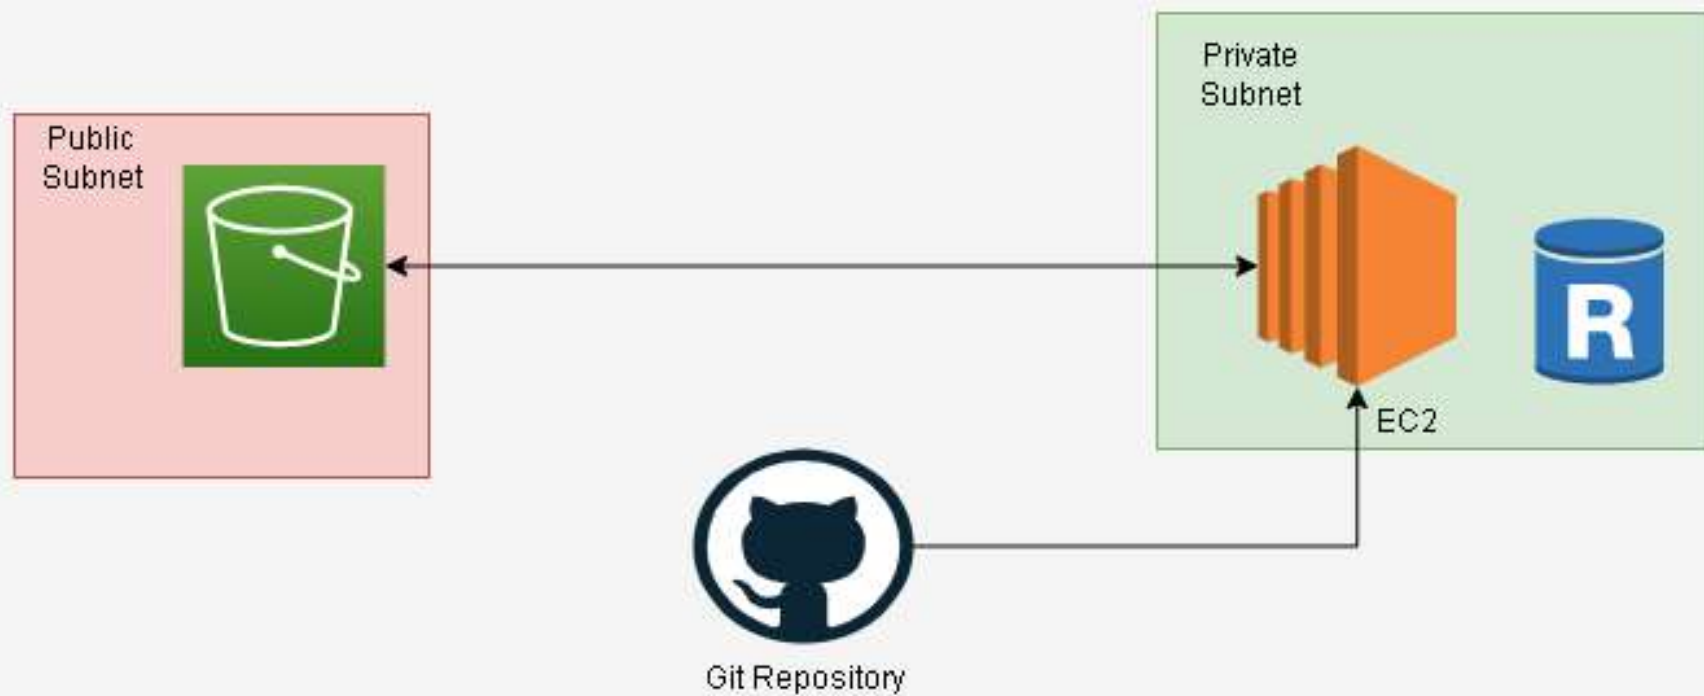 Public
Subnet
Private
Subnet
R
EC2
Git Repository